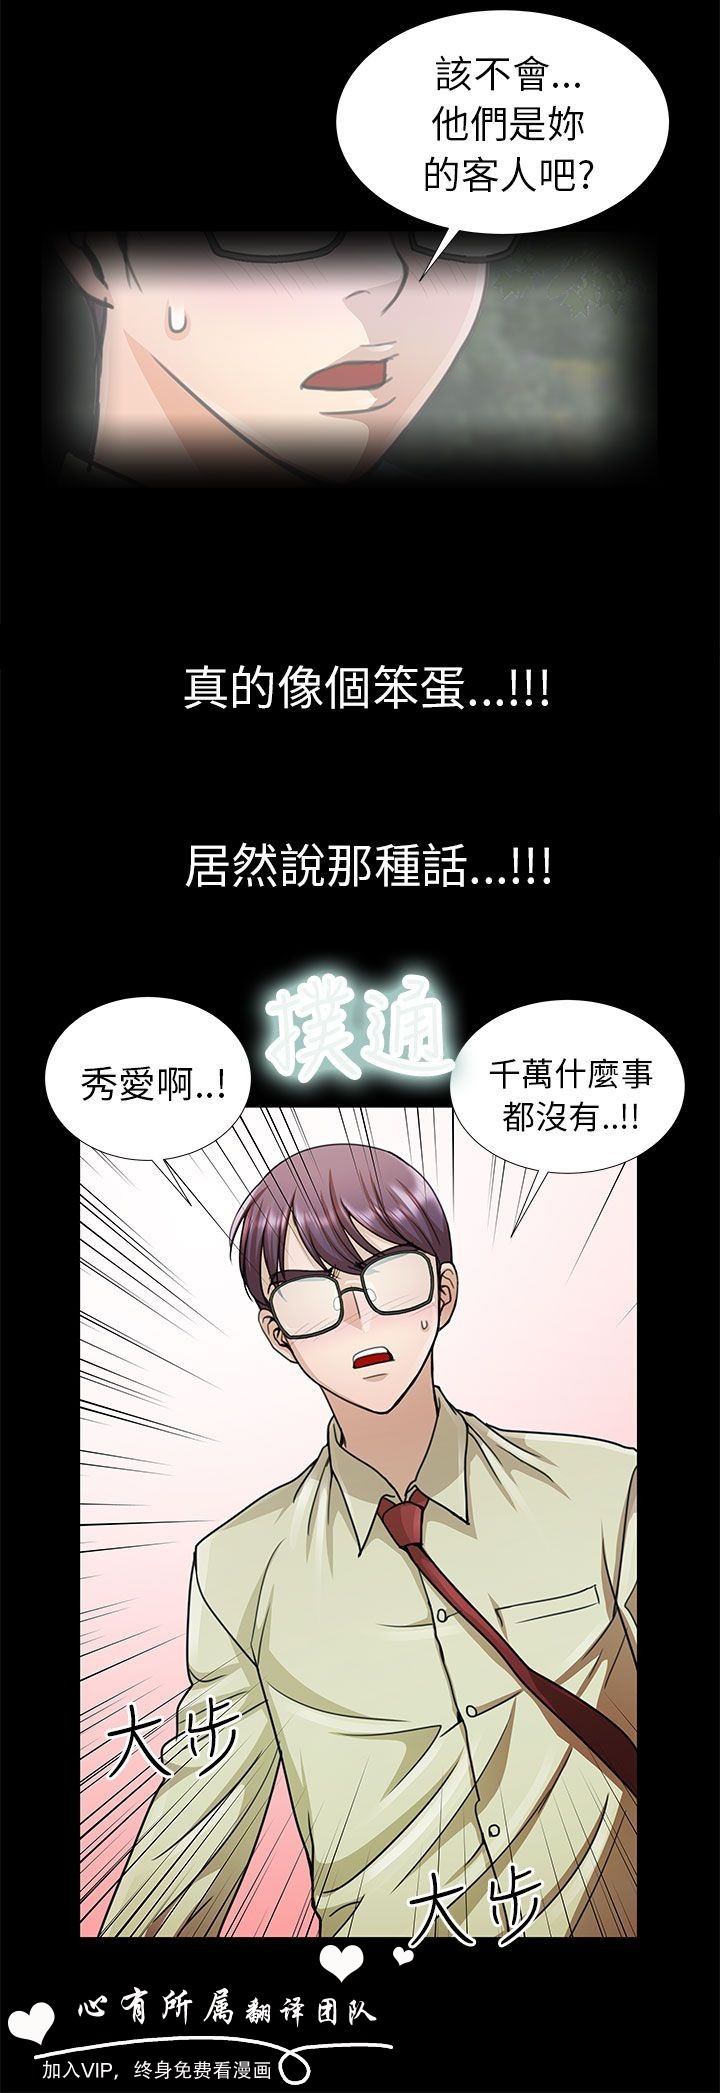 該不會...
他們是妳
的客人吧?
真的像個笨蛋...!!!
居然說那種話...!!!
撲通
秀愛啊..!
千萬什麼事
都沒有..!!
大步
大步
心有所属翻译团队
加入VIP，终身免费看漫画